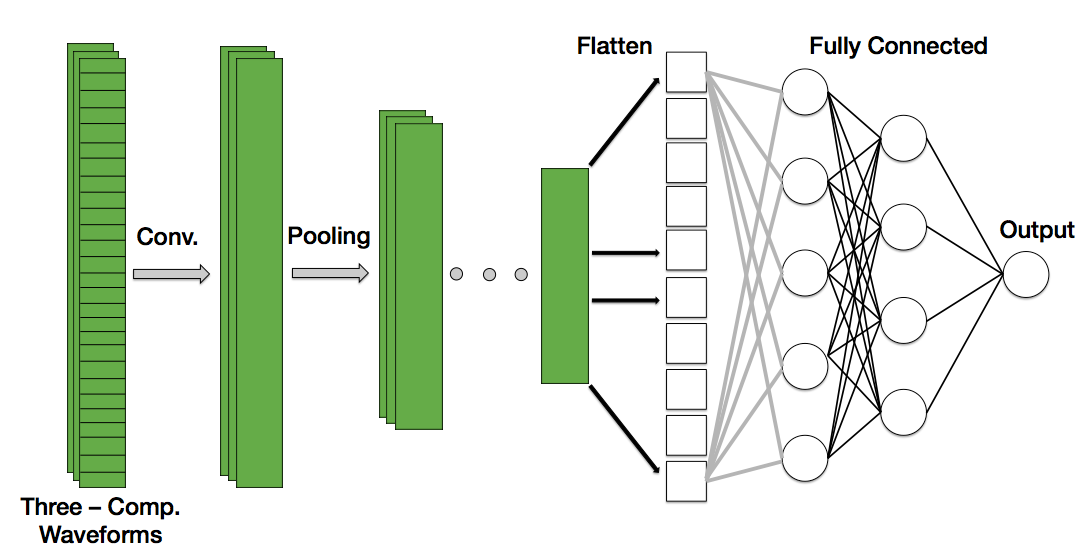 Three – Comp.
Waveforms
Conv.
Pooling
Flatten
Fully Connected
Output